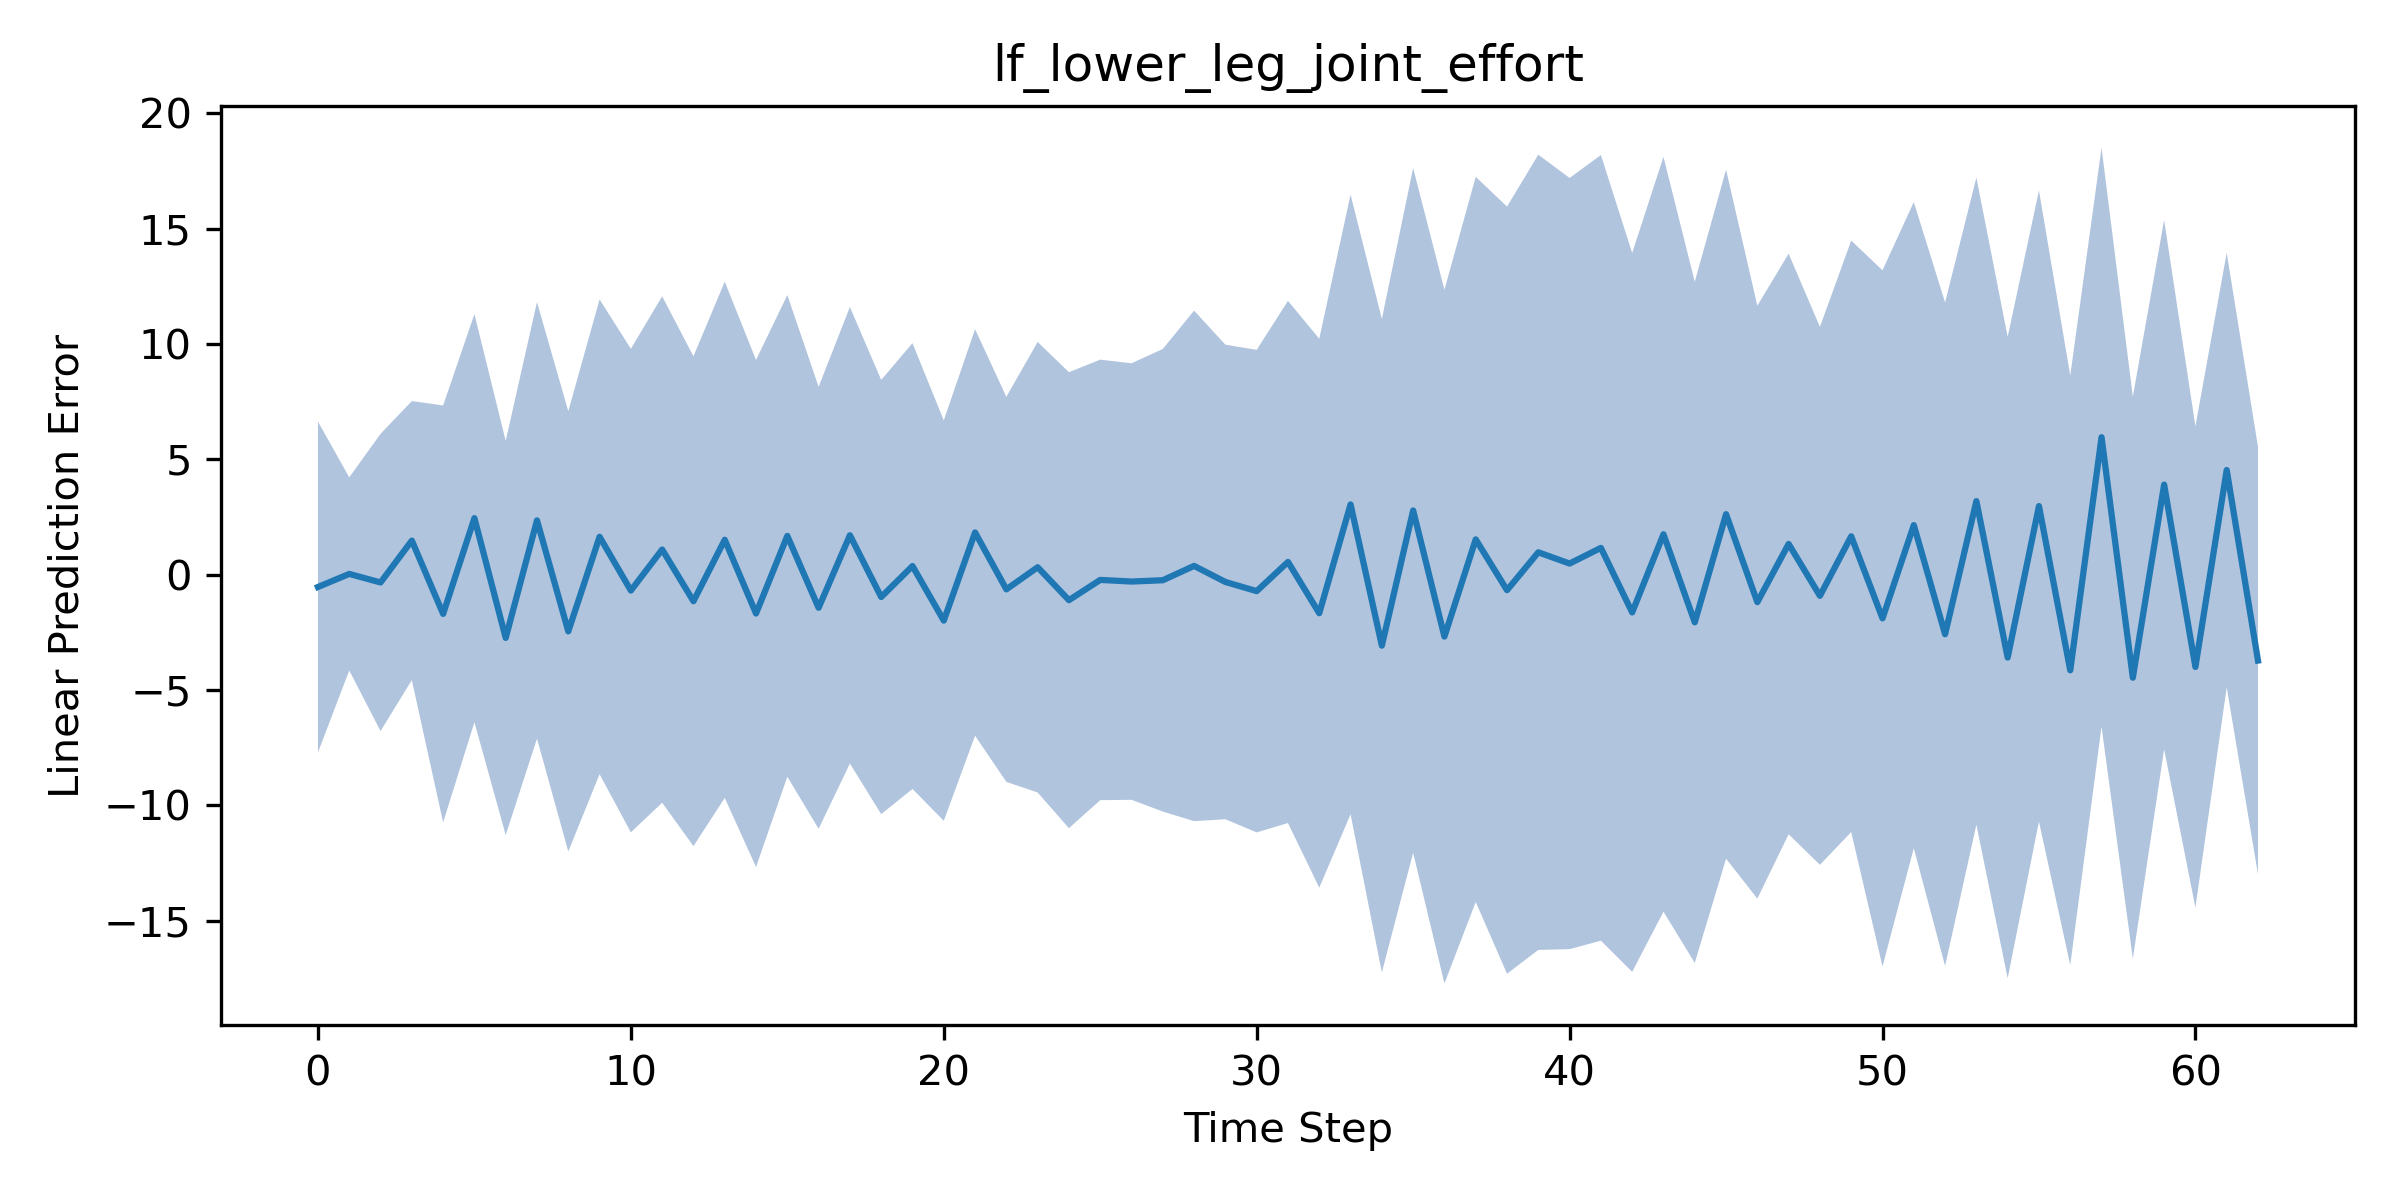 lf_lower_leg_joint_effort
Linear Prediction Error
20
15
10
5
0
−5
−10
−15
0 10 20 30 40 50 60
Time Step